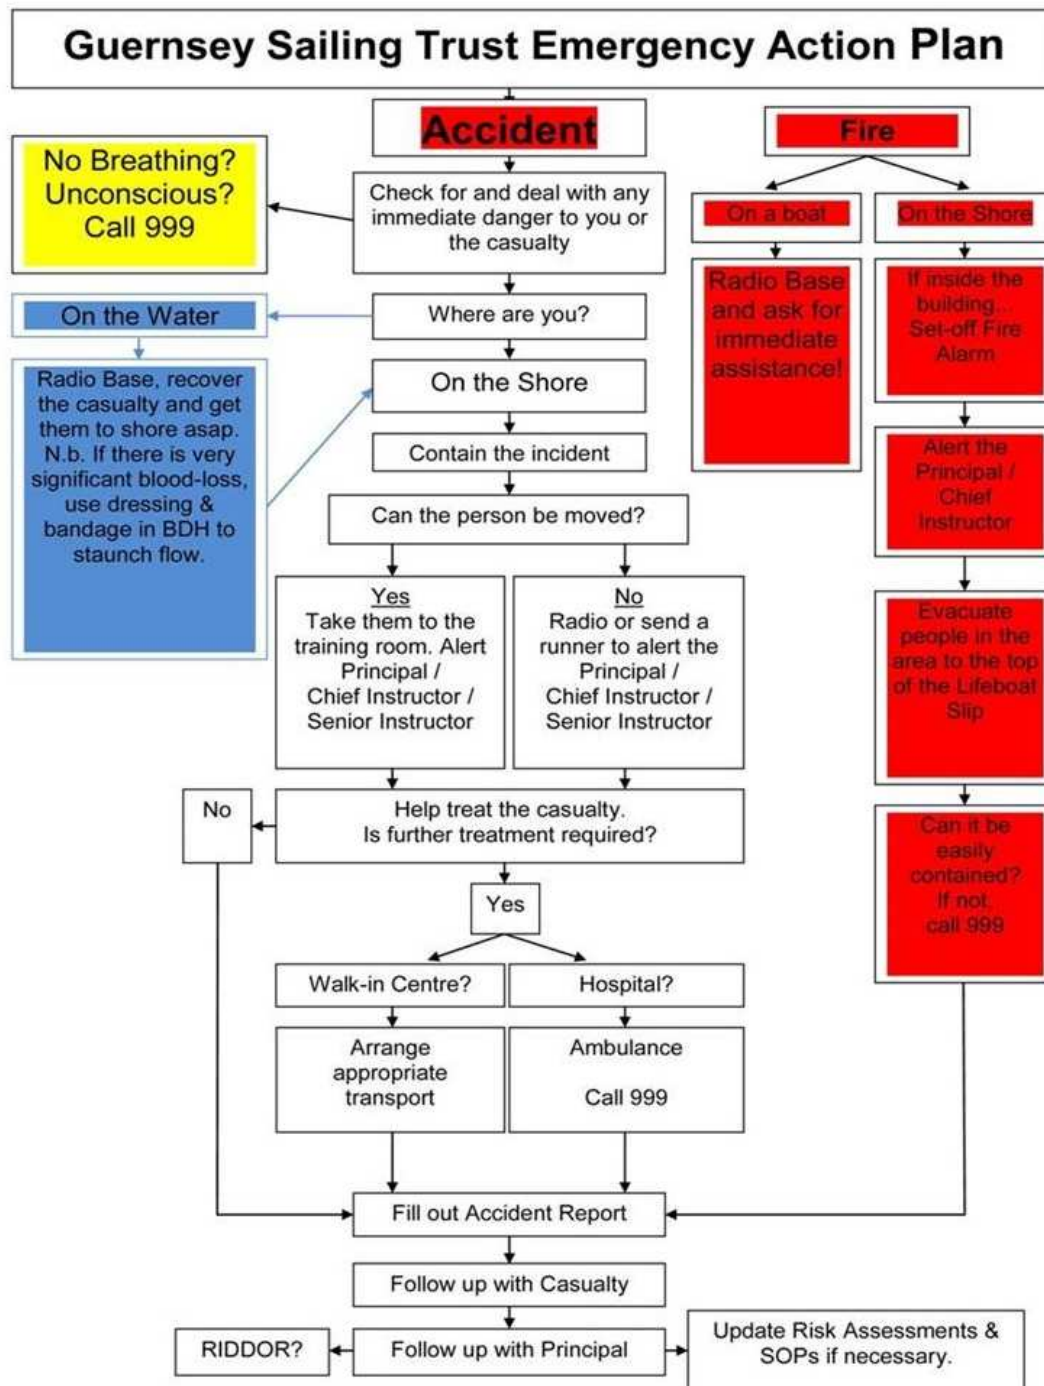 Guernsey Sailing Trust Emergency Action Plan
Accident
Fire
No Breathing?
Unconscious?
Call 999
Check for and deal with any
immediate danger to you or
the casualty
On a boat
On the Shore
Radio Base
and ask for
immediate
assistance!
If inside the
building...
Set-off Fire
Alarm
On the Water
Where are you?
Radio Base, recover
the casualty and get
them to shore asap.
N.b. If there is very
significant blood-loss,
use dressing &
bandage in BDH to
staunch flow.
On the Shore
Contain the incident
Alert the
Principal /
Chief
Instructor
Can the person be moved?
Yes
Take them to the
training room. Alert
Principal /
Chief Instructor /
Senior Instructor
No
Radio or send a
runner to alert the
Principal /
Chief Instructor /
Senior Instructor
Evacuate
people in the
area to the top
of the Lifeboat
Slip
No
Help treat the casualty.
Is further treatment required?
Can it be
easily
contained?
If not,
call 999
Yes
Walk-in Centre?
Hospital?
Arrange
appropriate
transport
Ambulance
Call 999
Fill out Accident Report
Follow up with Casualty
RIDDOR?
Follow up with Principal
Update Risk Assessments &
SOPs if necessary.